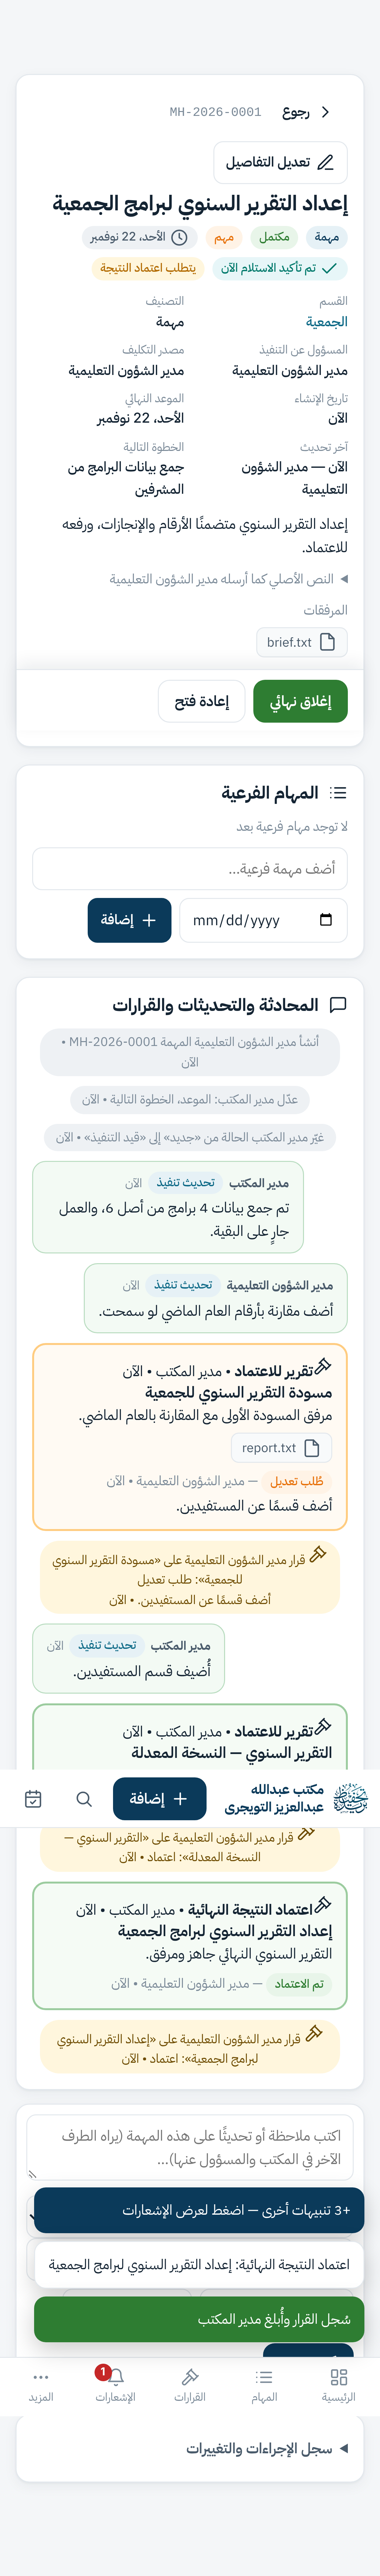 رجوع MH-2026-0001
تعديل التفاصيل
إعداد التقرير السنوي لبرامج الجمعية
مهمة مكتمل مهم الأحد، 22 نوفمبر
تم تأكيد الاستلام الآن يتطلب اعتماد النتيجة
القسم التصنيف
الجمعية مهمة
المسؤول عن التنفيذ مصدر التكليف
مدير الشؤون التعليمية مدير الشؤون التعليمية
تاريخ الإنشاء الموعد النهائي
الآن الأحد، 22 نوفمبر
آخر تحديث الخطوة التالية
الآن — مدير الشؤون جمع بيانات البرامج من
التعليمية المشرفين
إعداد التقرير السنوي متضمنًا الأرقام والإنجازات، ورفعه
للاعتماد.
النص الأصلي كما أرسله مدير الشؤون التعليمية
المرفقات
brief.txt
إغلاق نهائي إعادة فتح
المهام الفرعية
لا توجد مهام فرعية بعد
أضف مهمة فرعية...
mm/dd/yyyy + إضافة
المحادثة والتحديثات والقرارات
أنشأ مدير الشؤون التعليمية المهمة MH-2026-0001 •
الآن
عدّل مدير المكتب: الموعد، الخطوة التالية • الآن
غيّر مدير المكتب الحالة من «جديد» إلى «قيد التنفيذ» • الآن
مدير المكتب تحديث تنفيذ الآن
تم جمع بيانات 4 برامج من أصل 6، والعمل
جارٍ على البقية.
مدير الشؤون التعليمية تحديث تنفيذ الآن
أضف مقارنة بأرقام العام الماضي لو سمحت.
تقرير للاعتماد • مدير المكتب • الآن
مسودة التقرير السنوي للجمعية
مرفق المسودة الأولى مع المقارنة بالعام الماضي.
report.txt
طُلب تعديل — مدير الشؤون التعليمية • الآن
أضف قسمًا عن المستفيدين.
قرار مدير الشؤون التعليمية على «مسودة التقرير السنوي
للجمعية»: طلب تعديل
أضف قسمًا عن المستفيدين. • الآن
مدير المكتب تحديث تنفيذ الآن
أُضيف قسم المستفيدين.
تقرير للاعتماد • مدير المكتب • الآن
التقرير السنوي — النسخة المعدلة
مكتب عبدالله
عبدالعزيز التويجري
+ إضافة
قرار مدير الشؤون التعليمية على «التقرير السنوي —
النسخة المعدلة»: اعتماد • الآن
اعتماد النتيجة النهائية • مدير المكتب • الآن
إعداد التقرير السنوي لبرامج الجمعية
التقرير السنوي النهائي جاهز ومرفق.
تم الاعتماد — مدير الشؤون التعليمية • الآن
قرار مدير الشؤون التعليمية على «إعداد التقرير السنوي
لبرامج الجمعية»: اعتماد • الآن
اكتب ملاحظة أو تحديثًا على هذه المهمة (يراه الطرف
الآخر في المكتب والمسؤول عنها)...
+3 تنبيهات أخرى — اضغط لعرض الإشعارات
اعتماد النتيجة النهائية: إعداد التقرير السنوي لبرامج الجمعية
سُجل القرار وأُبلغ مدير المكتب
1
الرئيسية المهام القرارات الإشعارات المزيد
سجل الإجراءات والتغييرات